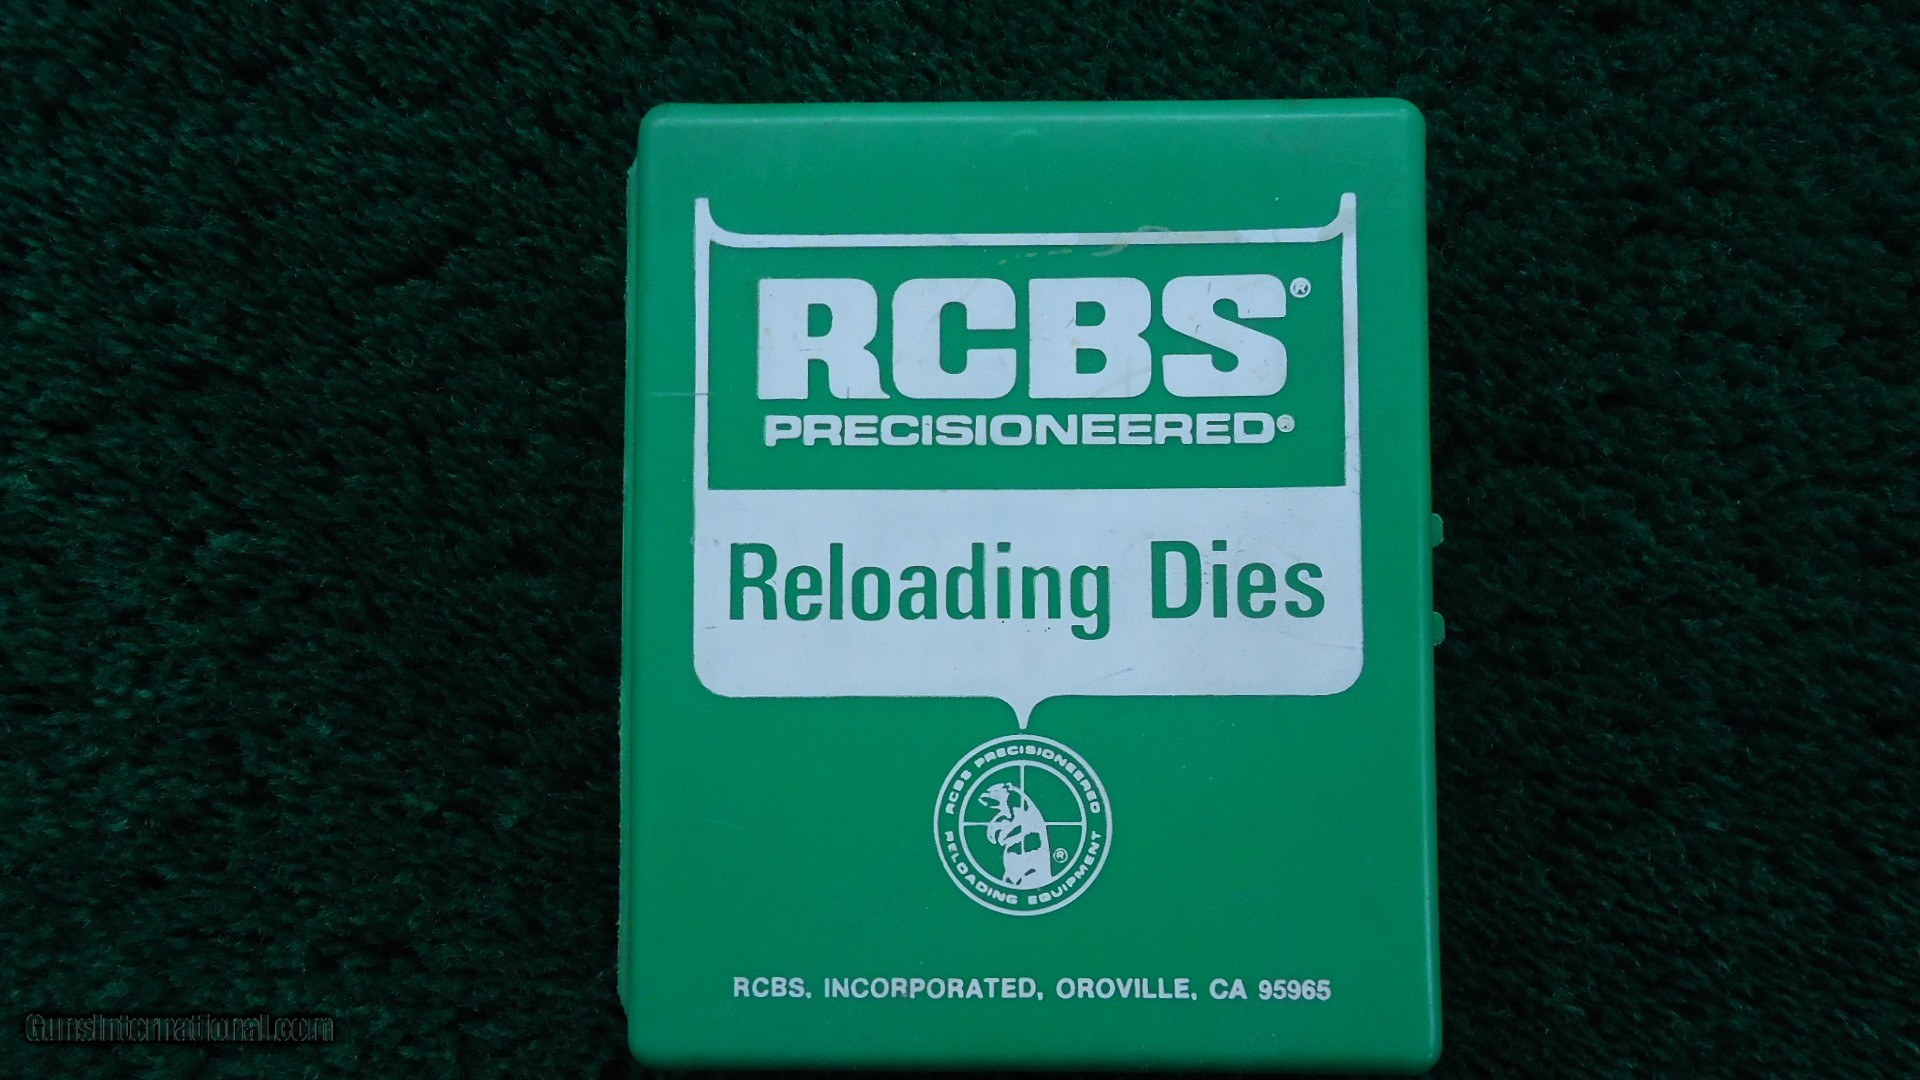 RCBS®
PRECISIONEERED®
Reloading Dies
RCBS PRECISIONEERED
RELOADING EQUIPMENT
®
RCBS, INCORPORATED, OROVILLE, CA 95965
GunsInternational.com